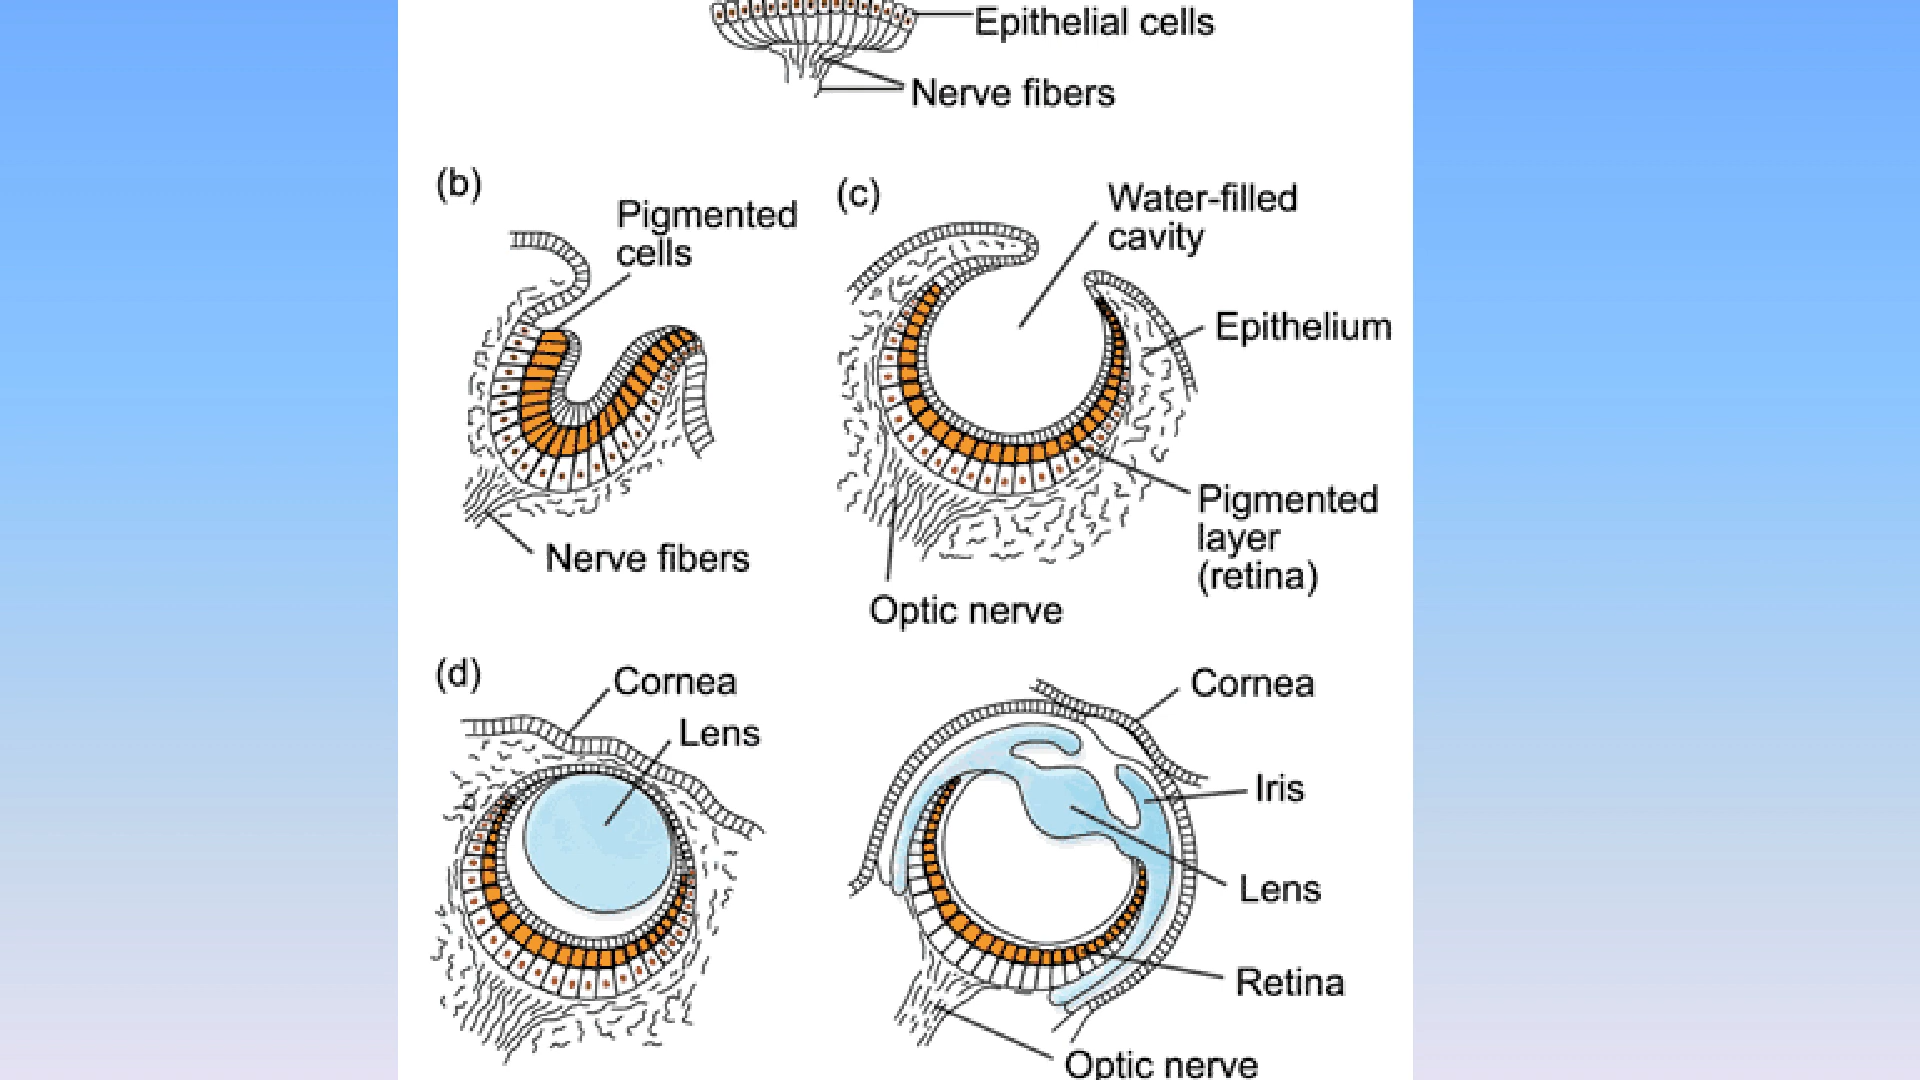 Epithelial cells
Nerve fibers
(b)
Pigmented
cells
Nerve fibers
(c)
Water-filled
cavity
Epithelium
Pigmented
layer
(retina)
Optic nerve
(d)
Cornea
Lens
Cornea
Iris
Lens
Retina
Optic nerve